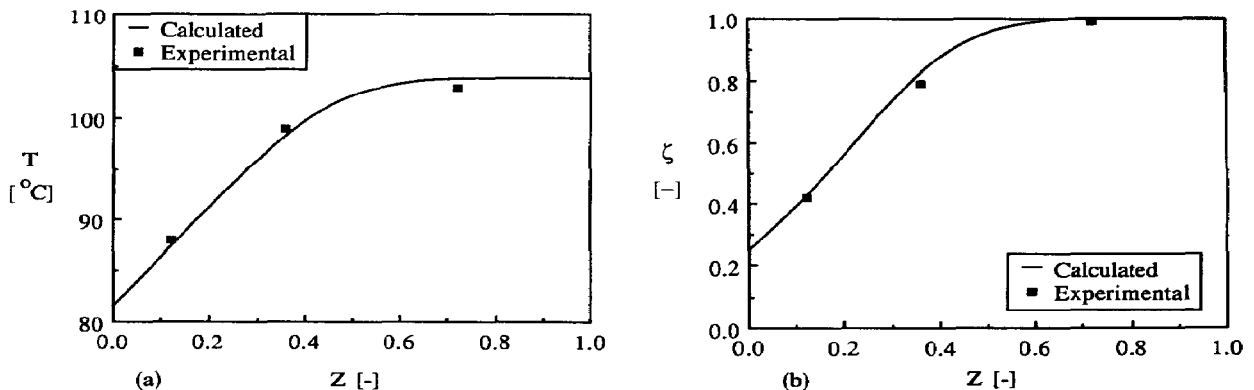 Calculated
Experimental
110
100
90
80
T
[ °C]
0.0 0.2 0.4 0.6 0.8 1.0
(a) Z [-]
1.0
0.8
0.6
0.4
0.2
0.0
ζ
[-]
Calculated
Experimental
0.0 0.2 0.4 0.6 0.8 1.0
(b) Z [-]